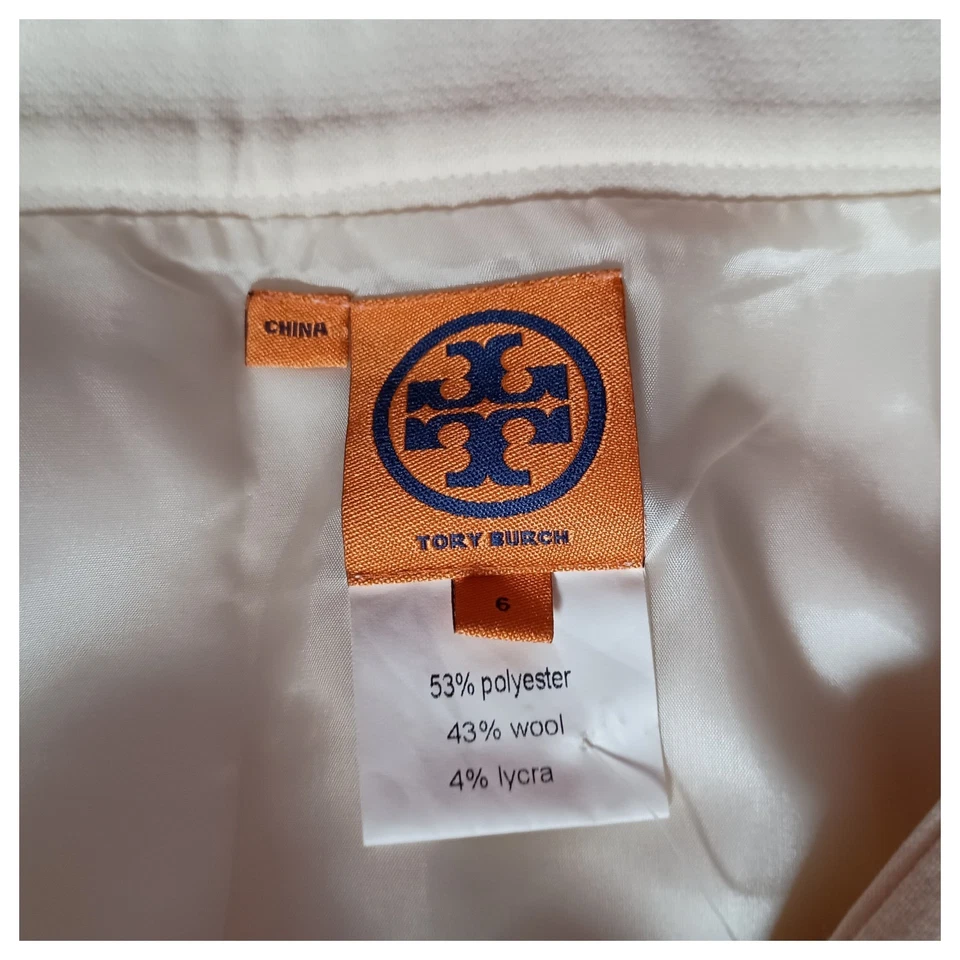 CHINA
TORY BURCH
6
53% polyester
43% wool
4% lycra